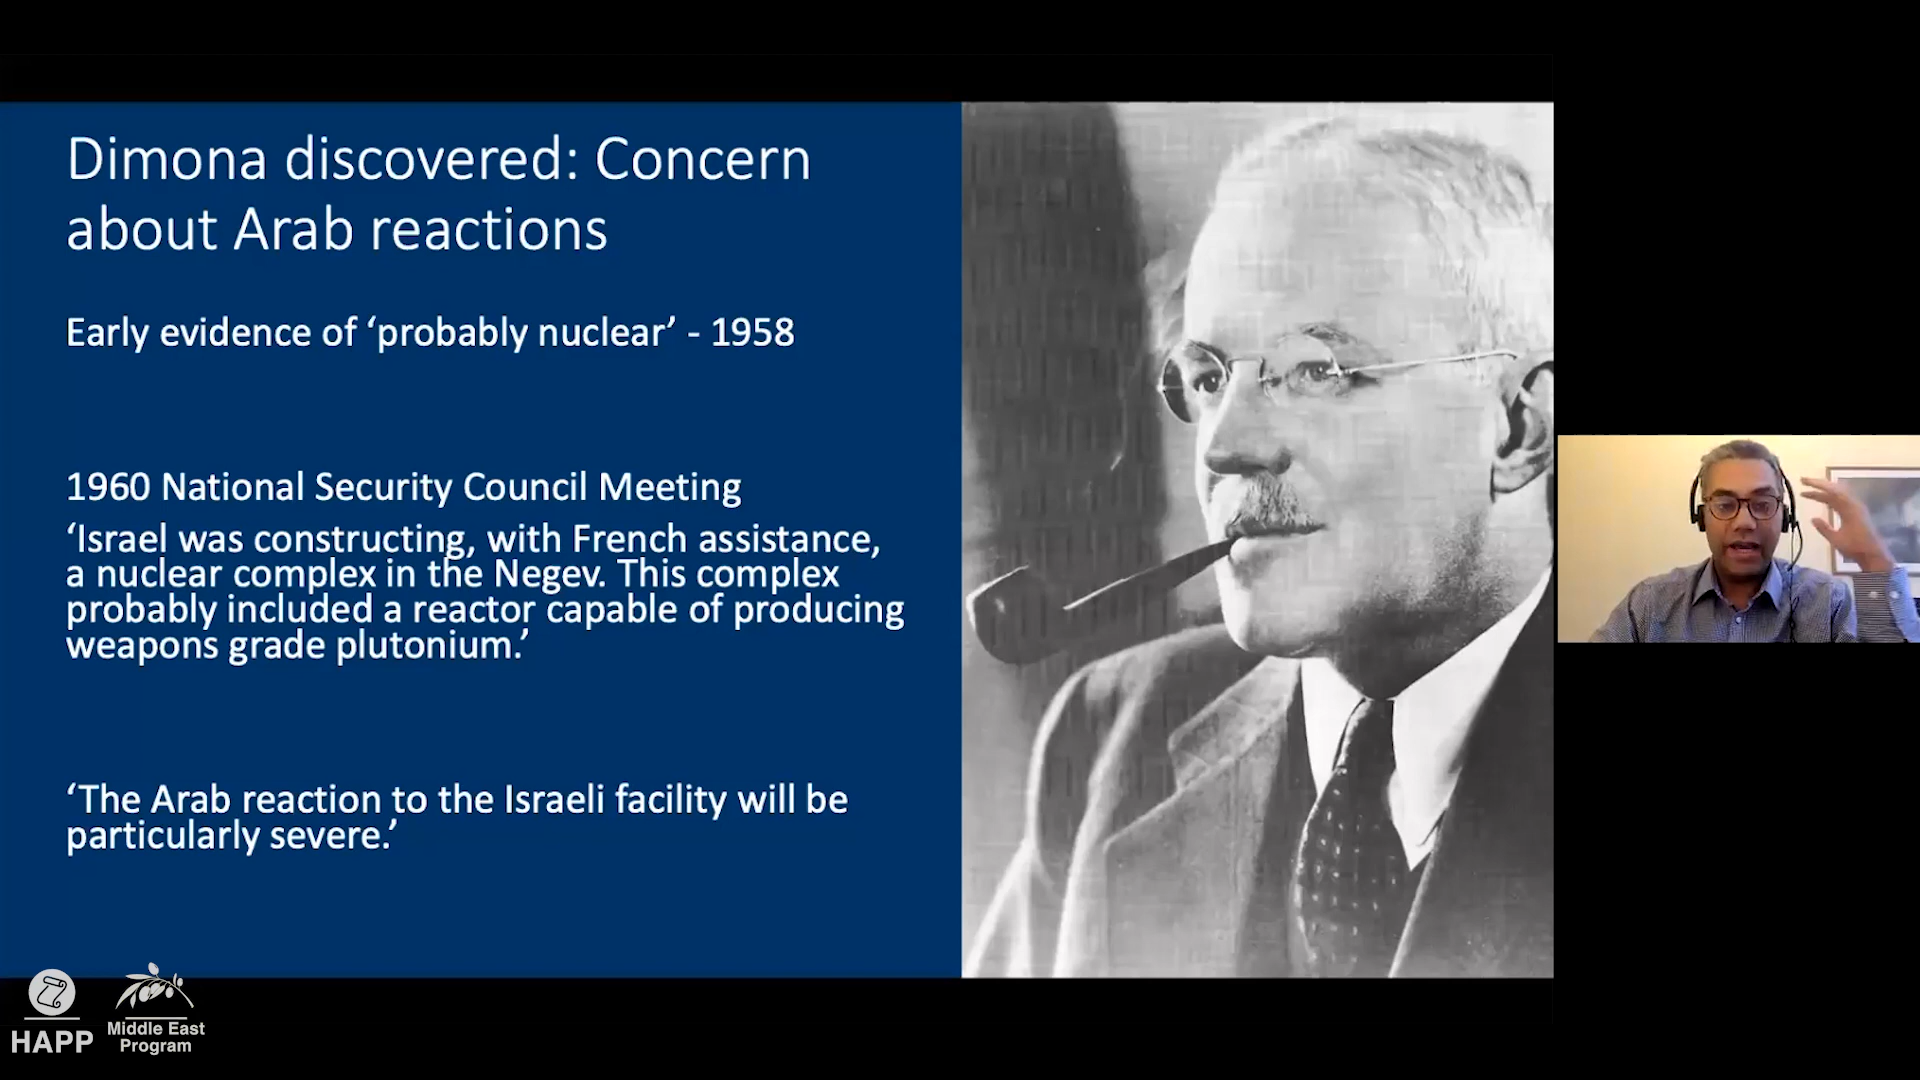 Dimona discovered: Concern
about Arab reactions
Early evidence of ‘probably nuclear’ - 1958
1960 National Security Council Meeting
‘Israel was constructing, with French assistance,
a nuclear complex in the Negev. This complex
probably included a reactor capable of producing
weapons grade plutonium.’
‘The Arab reaction to the Israeli facility will be
particularly severe.’
HAPP
Middle East
Program